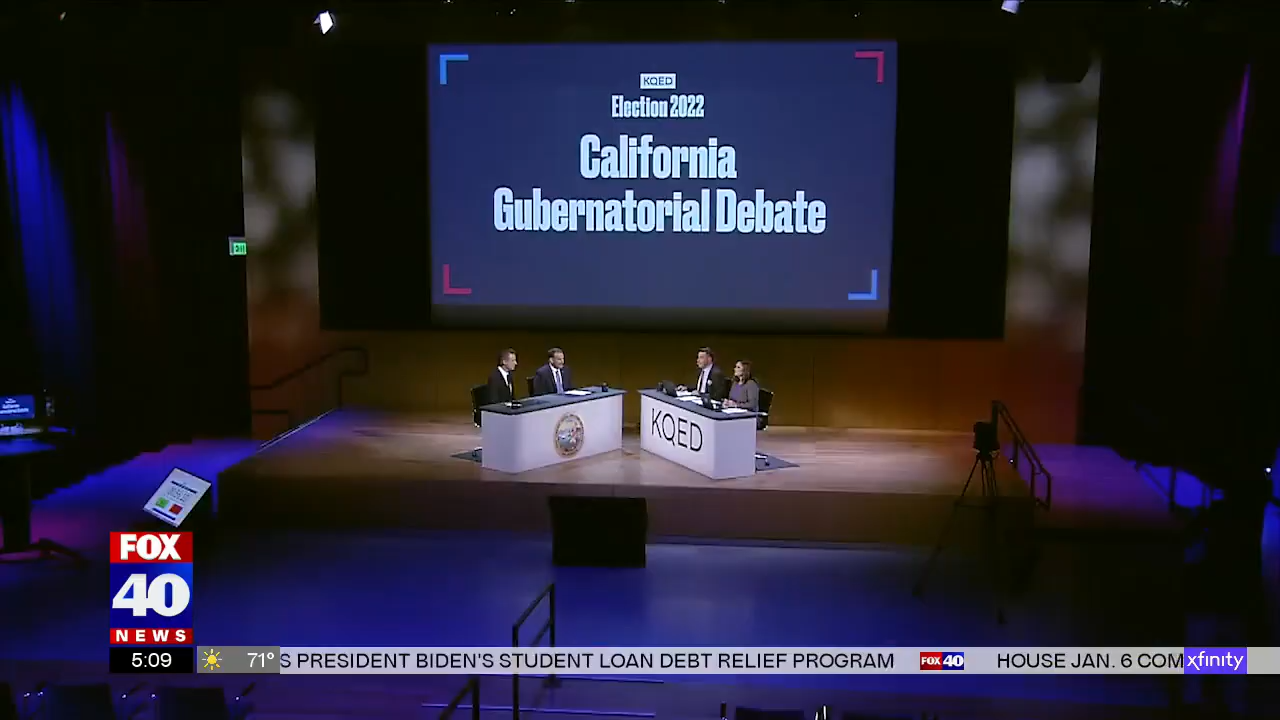 KQED
Election 2022
California
Gubernatorial Debate
KQED
FOX
40
NEWS
5:09
71°
S PRESIDENT BIDEN'S STUDENT LOAN DEBT RELIEF PROGRAM
FOX 40
HOUSE JAN. 6 COM
xfinity